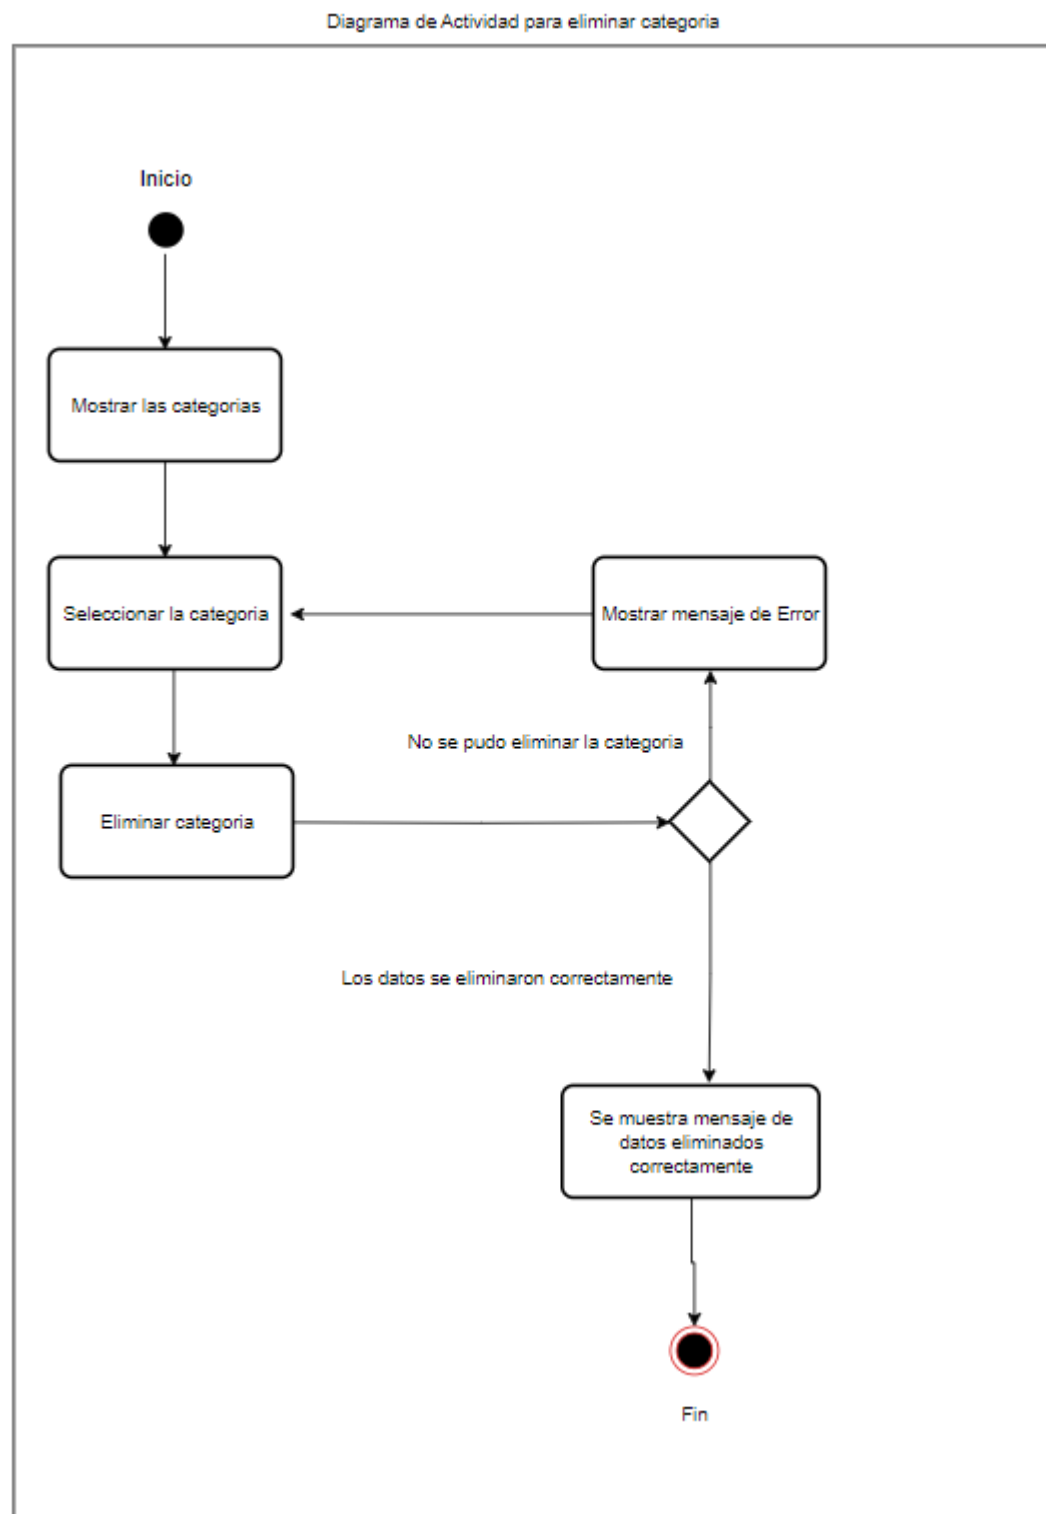 Diagrama de Actividad para eliminar categoria
Inicio
Mostrar las categorias
Seleccionar la categoria
Mostrar mensaje de Error
No se pudo eliminar la categoria
Eliminar categoria
Los datos se eliminaron correctamente
Se muestra mensaje de
datos eliminados
correctamente
Fin